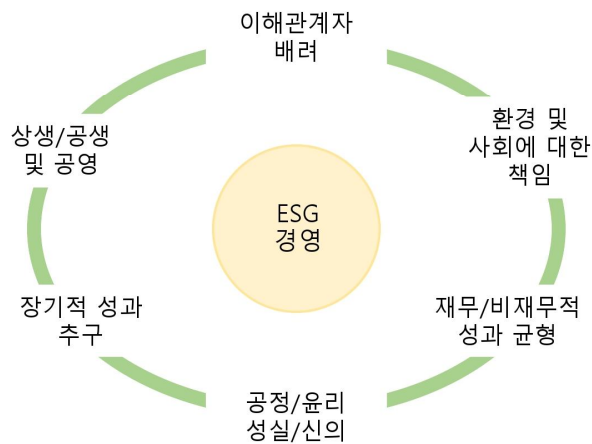 이해관계자
배려
환경 및
사회에 대한
책임
재무/비재무적
성과 균형
공정/윤리
성실/신의
장기적 성과
추구
상생/공생
및 공영
ESG
경영